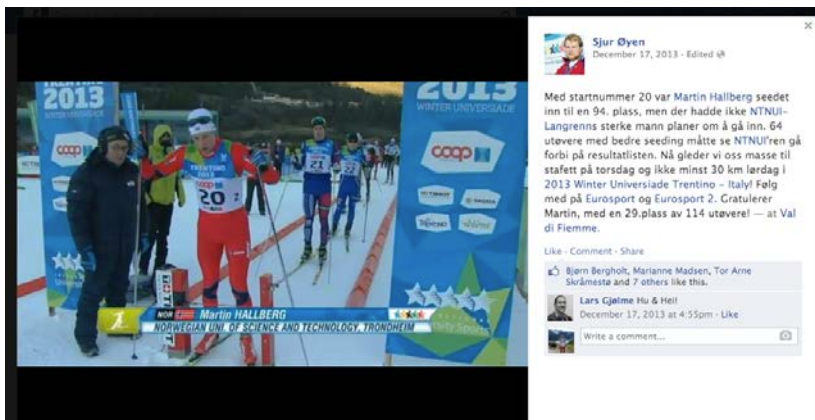 TRENTINO
2013
WINTER UNIVERSIADE
coop
20
21
22
2013
WINTER UNIVERSIADE
coop
TRENTINO
NOR
Martin HALLBERG
NORWEGIAN UNI. OF SCIENCE AND TECHNOLOGY, TRONDHEIM
Sjur Øyen
December 17, 2013 · Edited
Med startnummer 20 var Martin Hallberg seedet
inn til en 94. plass, men der hadde ikke NTNUI-
Langrenns sterke mann planer om å gå inn. 64
utøvere med bedre seeding måtte se NTNUI'ren gå
forbi på resultatlisten. Nå gleder vi oss masse til
stafett på torsdag og ikke minst 30 km lørdag i
2013 Winter Universiade Trentino - Italy! Følg
med på Eurosport og Eurosport 2. Gratulerer
Martin, med en 29.plass av 114 utøvere! — at Val
di Fiemme.
Like · Comment · Share
Bjørn Bergholt, Marianne Madsen, Tor Arne
Skråmestø and 7 others like this.
Lars Gjølme Hu & Hei!
December 17, 2013 at 4:55pm · Like
Write a comment...